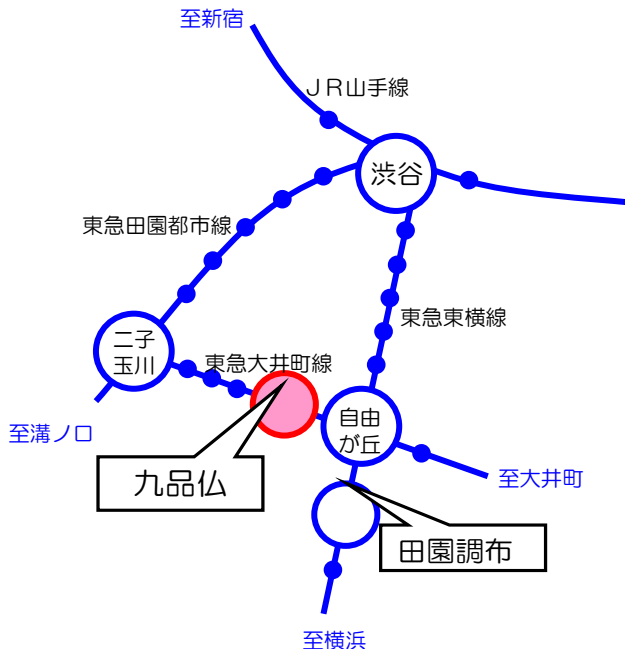 至新宿
ＪＲ山手線
渋谷
東急田園都市線
東急東横線
二子
玉川
東急大井町線
自由
が丘
至溝ノ口
九品仏
至大井町
田園調布
至横浜